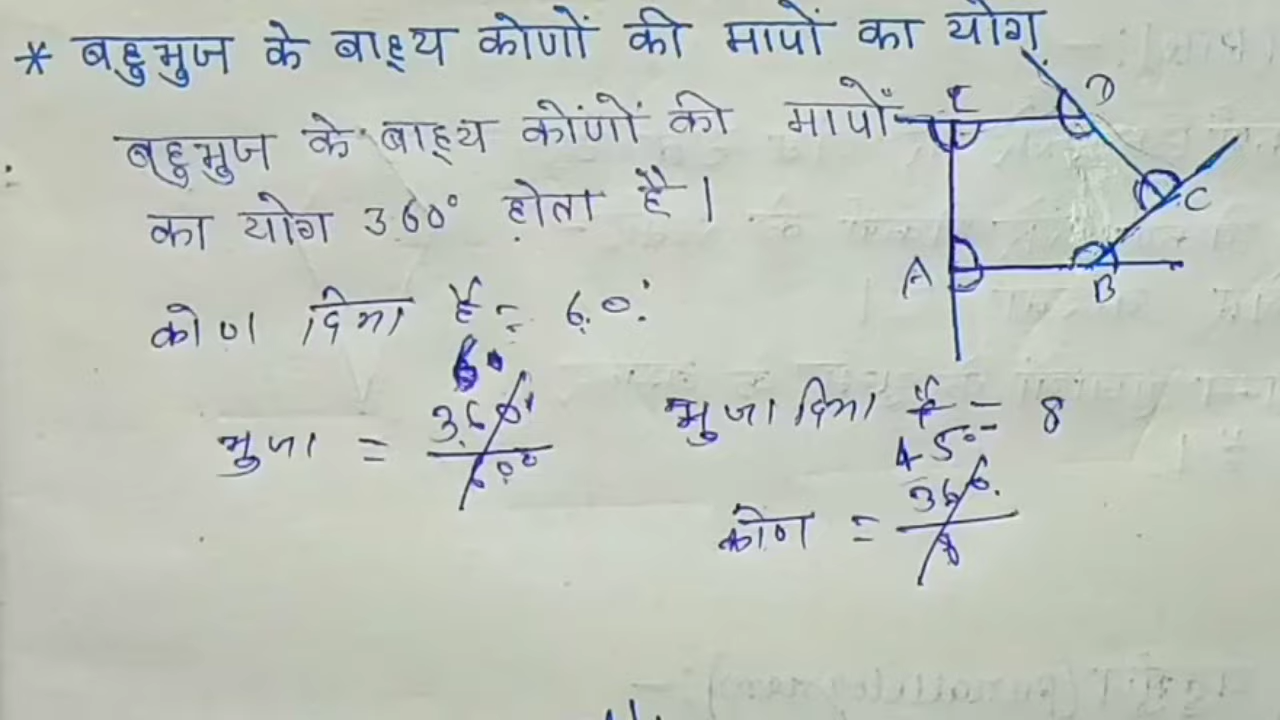 * बहुभुज के बाह्य कोणों की मापों का योग
बहुभुज के बाह्य कोंणों की मापों
का योग 360° होता है।
E
D
C
A
B
कोण दिया है = 60°
6
भुजा = 360° / 60°
भुजा दिया है = 8
45°
कोण = 360 / 8